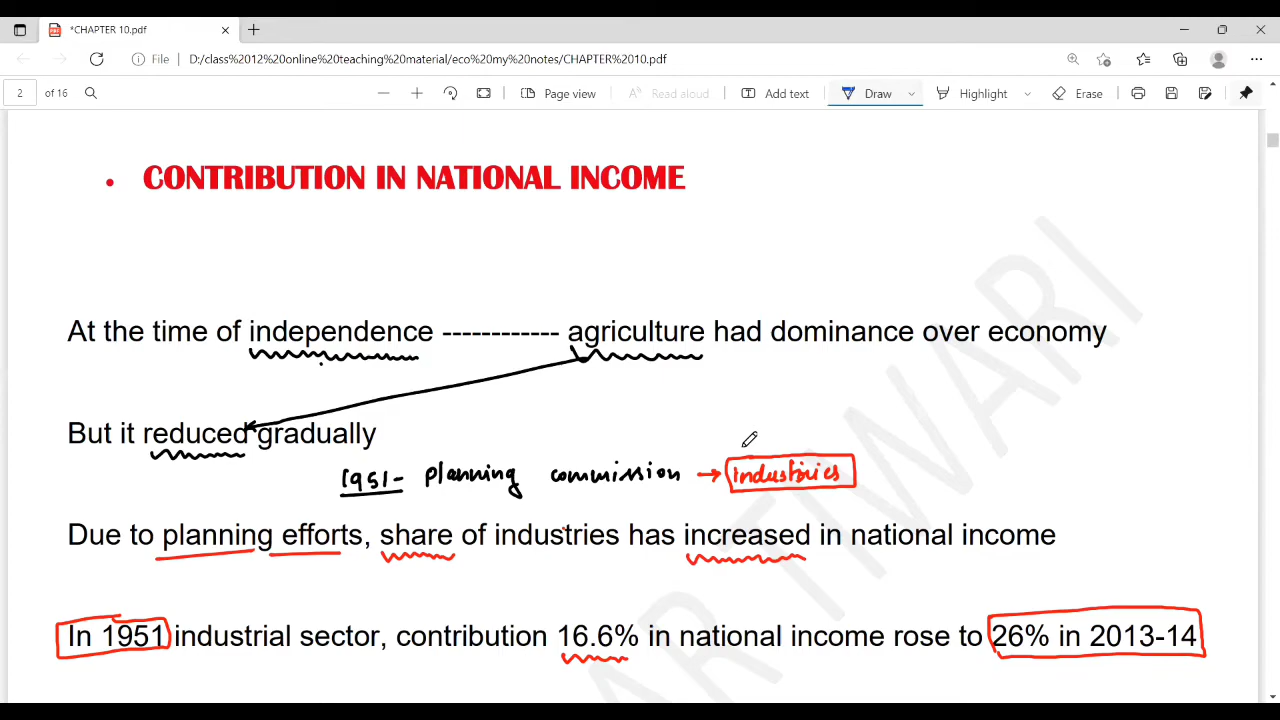 *CHAPTER 10.pdf
File D:/class%2012%20online%20teaching%20material/eco%20my%20notes/CHAPTER%2010.pdf
2 of 16 Page view Read aloud Add text Draw Highlight Erase
• CONTRIBUTION IN NATIONAL INCOME
At the time of independence ------------ agriculture had dominance over economy
But it reduced gradually
1951- planning commission → industries
Due to planning efforts, share of industries has increased in national income
In 1951 industrial sector, contribution 16.6% in national income rose to 26% in 2013-14
TIWARI